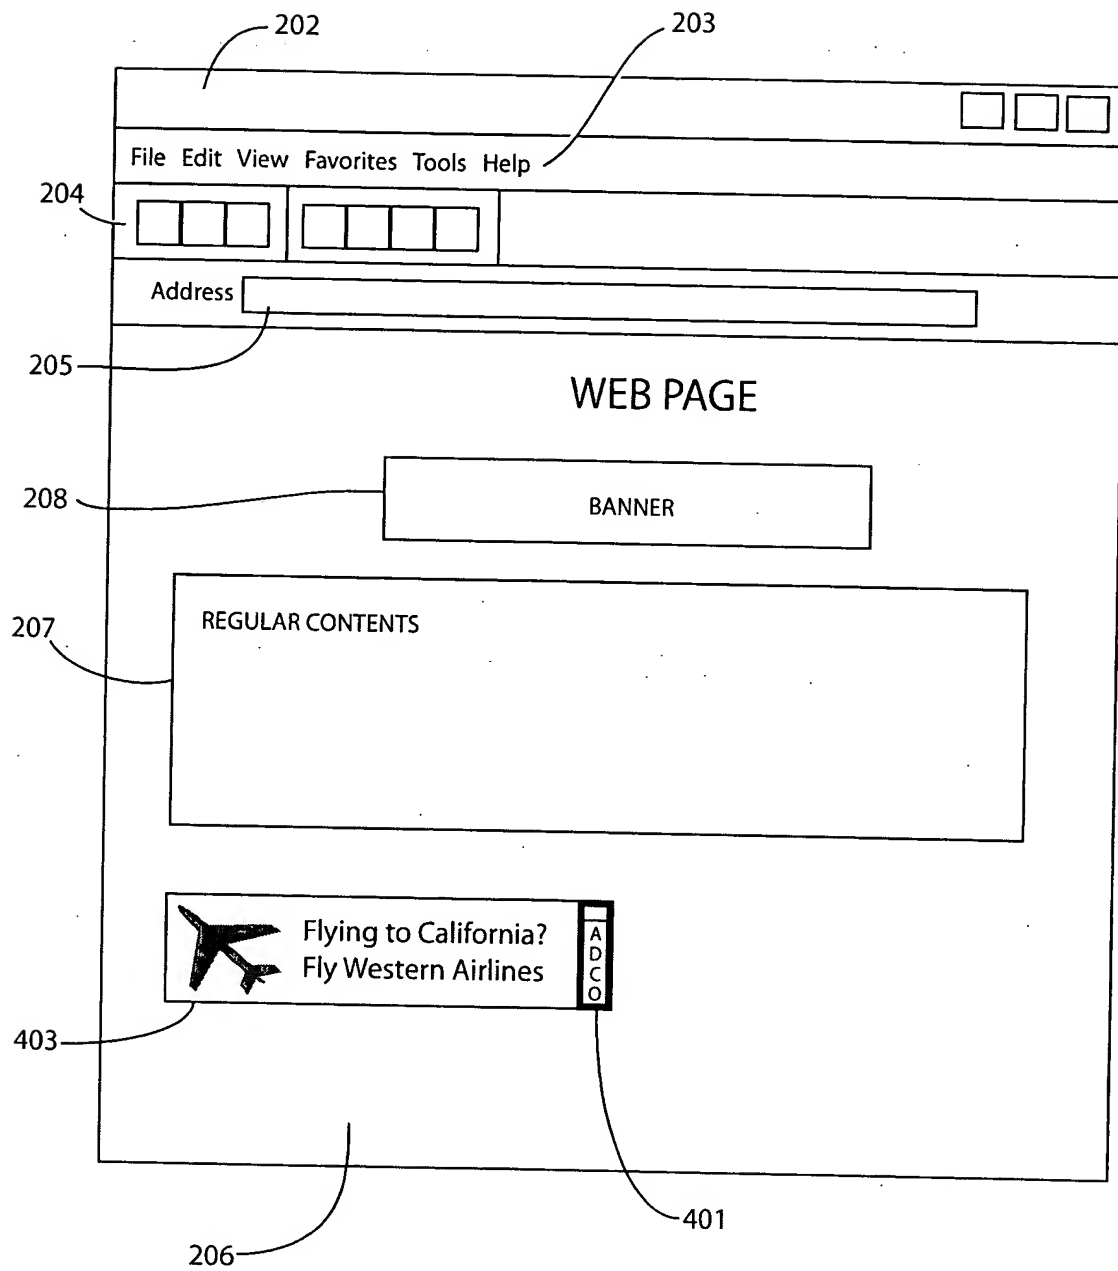 202
203
File Edit View Favorites Tools Help
204
Address
205
WEB PAGE
208
BANNER
207
REGULAR CONTENTS
Flying to California?
Fly Western Airlines
A
D
C
O
403
401
206